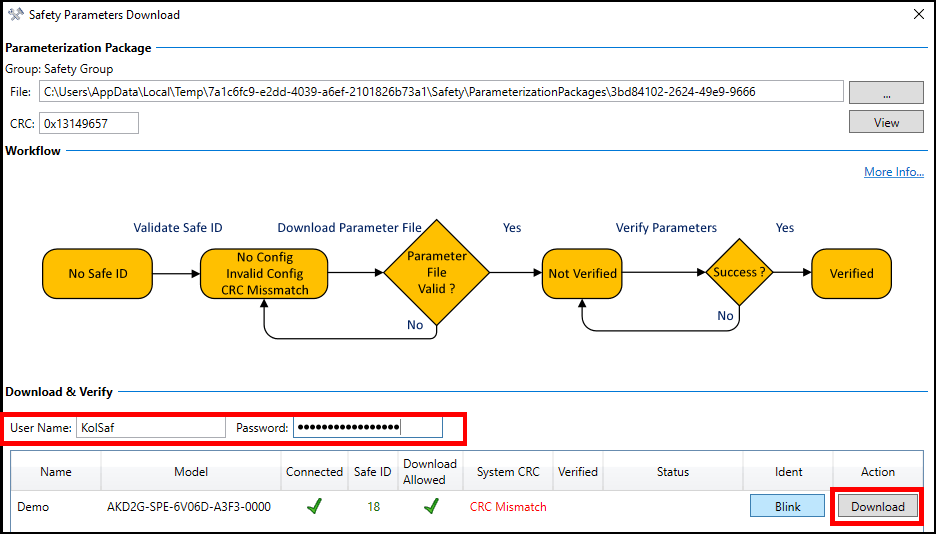 Safety Parameters Download
Parameterization Package
Group: Safety Group
File: C:\Users\AppData\Local\Temp\7a1c6fc9-e2dd-4039-a6ef-2101826b73a1\Safety\ParameterizationPackages\3bd84102-2624-49e9-9666
...
CRC: 0x13149657
View
Workflow
More Info...
Validate Safe ID
Download Parameter File
Yes
Verify Parameters
Yes
No Safe ID
No Config
Invalid Config
CRC Missmatch
Parameter
File
Valid ?
Not Verified
Success ?
Verified
No
No
Download & Verify
User Name: KolSaf Password: ●●●●●●●●●●●●●●●●●
Name Model Connected Safe ID Download Allowed System CRC Verified Status Ident Action
Demo AKD2G-SPE-6V06D-A3F3-0000 18 CRC Mismatch Blink Download